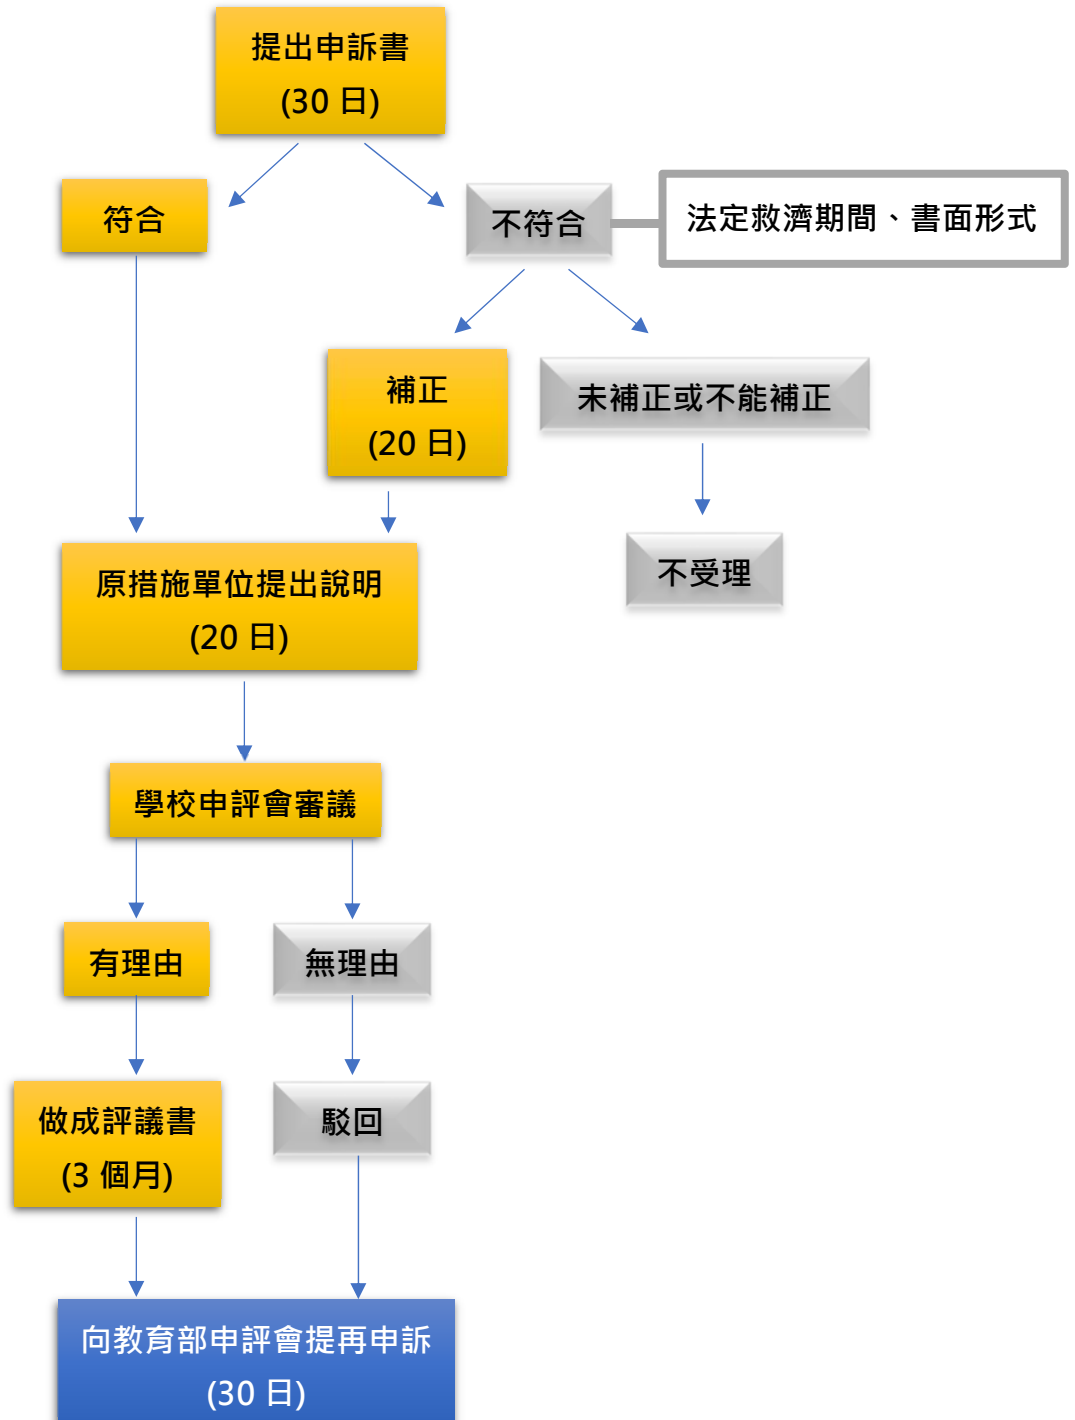 提出申訴書
(30 日)
符合
不符合
法定救濟期間、書面形式
補正
(20 日)
未補正或不能補正
不受理
原措施單位提出說明
(20 日)
學校申評會審議
有理由
無理由
做成評議書
(3 個月)
駁回
向教育部申評會提再申訴
(30 日)